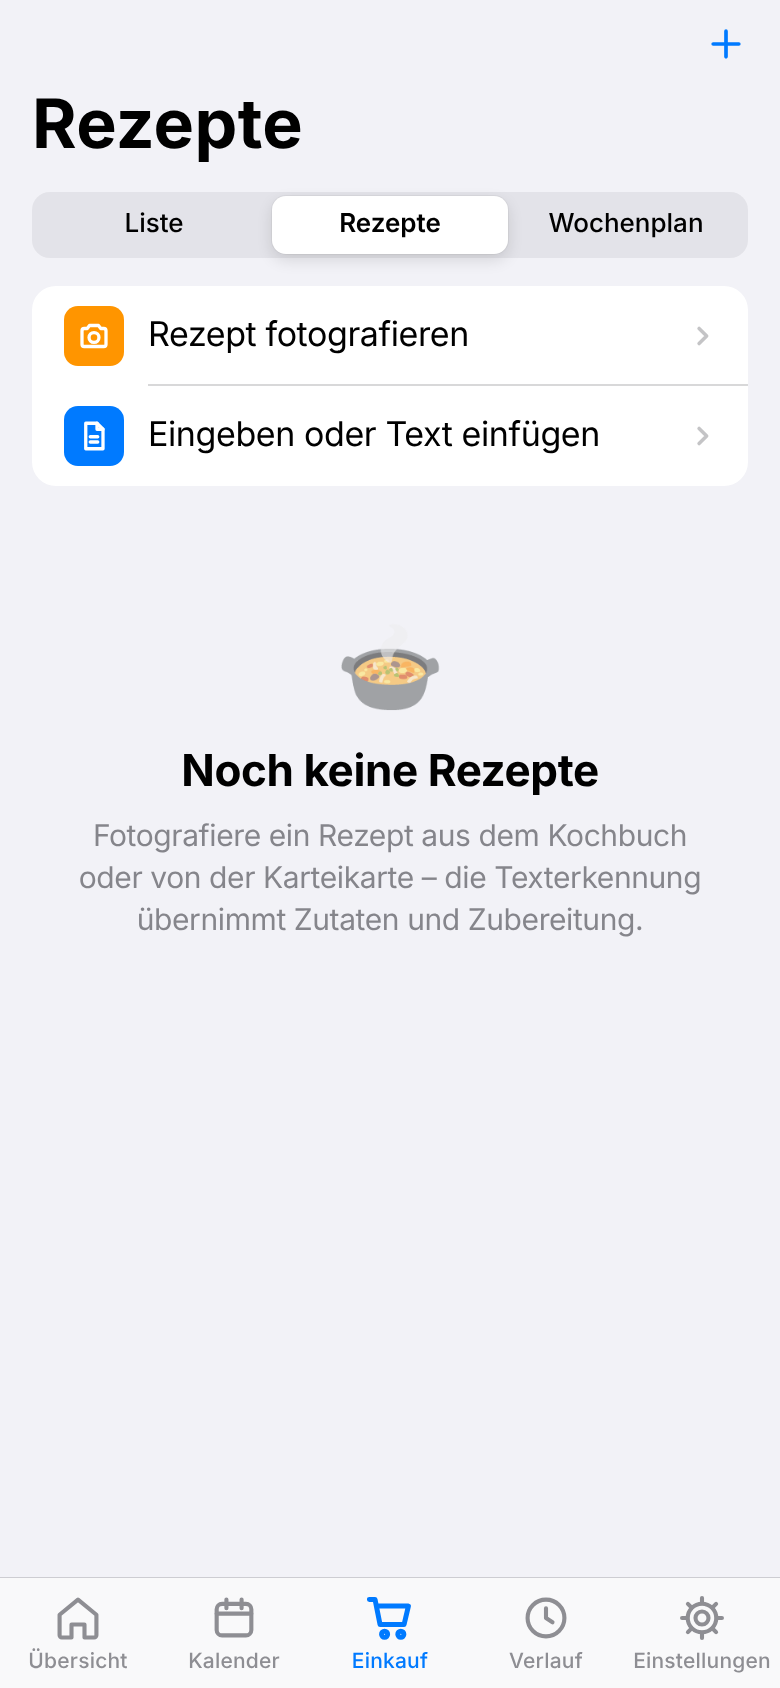 Rezepte
Liste
Rezepte
Wochenplan
Rezept fotografieren
Eingeben oder Text einfügen
Noch keine Rezepte
Fotografiere ein Rezept aus dem Kochbuch
oder von der Karteikarte – die Texterkennung
übernimmt Zutaten und Zubereitung.
Übersicht
Kalender
Einkauf
Verlauf
Einstellungen